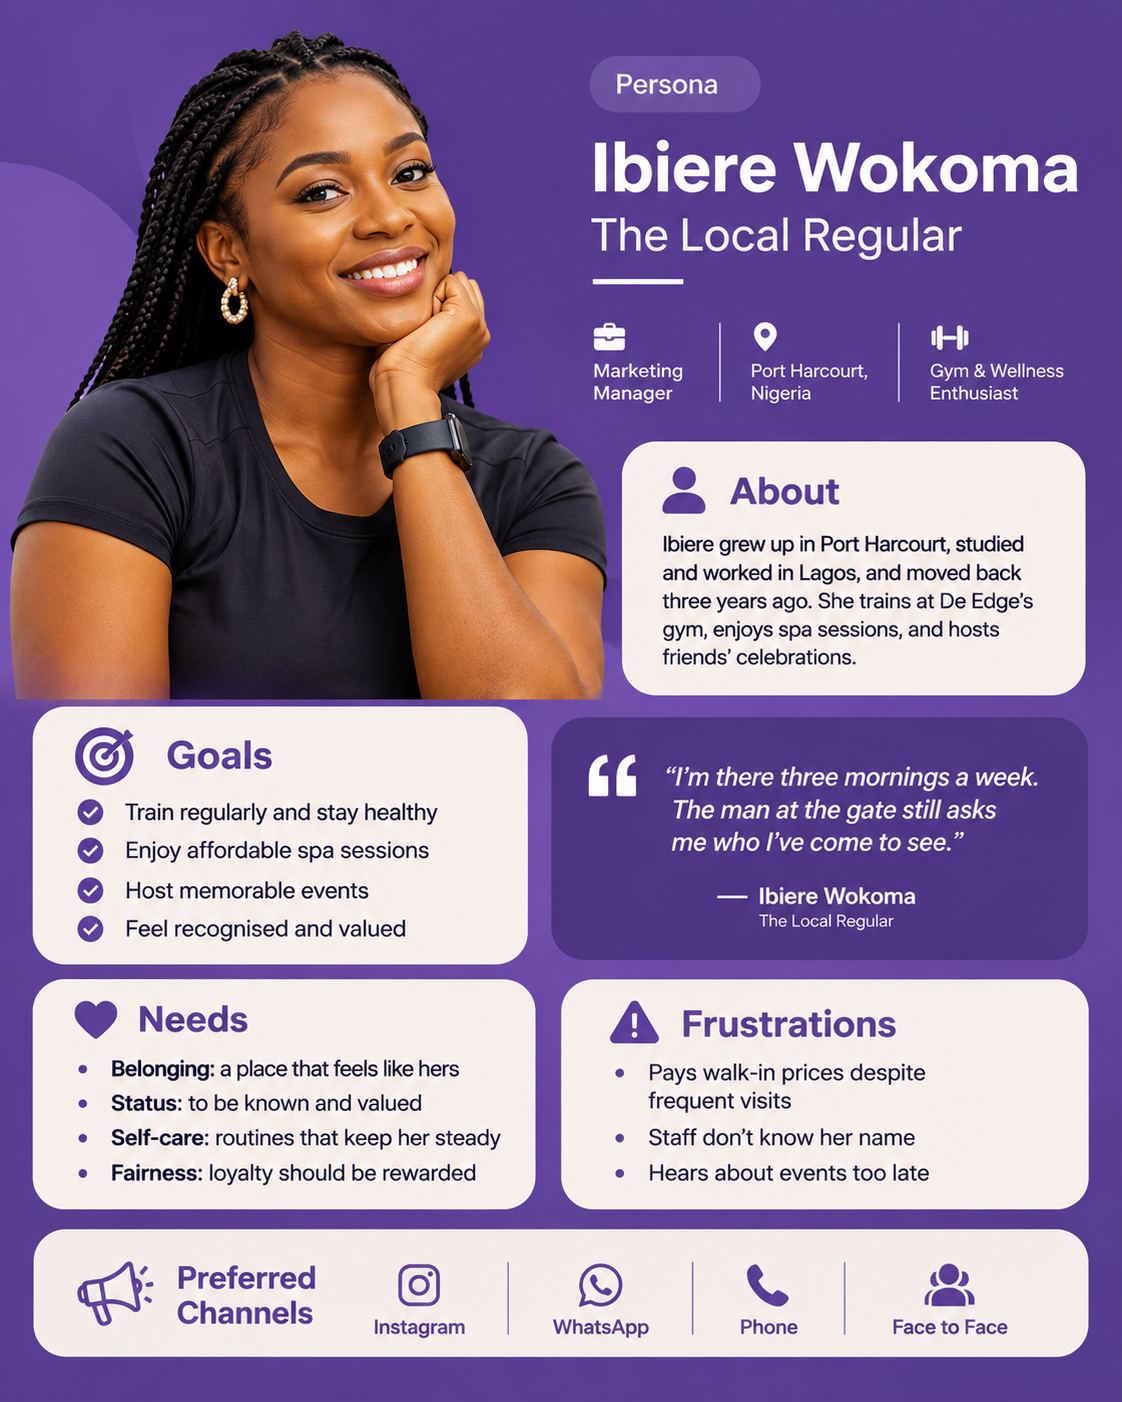 Persona
Ibiere Wokoma
The Local Regular
Marketing
Manager
Port Harcourt,
Nigeria
Gym & Wellness
Enthusiast
About
Ibiere grew up in Port Harcourt, studied
and worked in Lagos, and moved back
three years ago. She trains at De Edge’s
gym, enjoys spa sessions, and hosts
friends’ celebrations.
Goals
Train regularly and stay healthy
Enjoy affordable spa sessions
Host memorable events
Feel recognised and valued
“I’m there three mornings a week.
The man at the gate still asks
me who I’ve come to see.”
— Ibiere Wokoma
The Local Regular
Needs
• Belonging: a place that feels like hers
• Status: to be known and valued
• Self-care: routines that keep her steady
• Fairness: loyalty should be rewarded
Frustrations
• Pays walk-in prices despite
frequent visits
• Staff don’t know her name
• Hears about events too late
Preferred
Channels
Instagram
WhatsApp
Phone
Face to Face